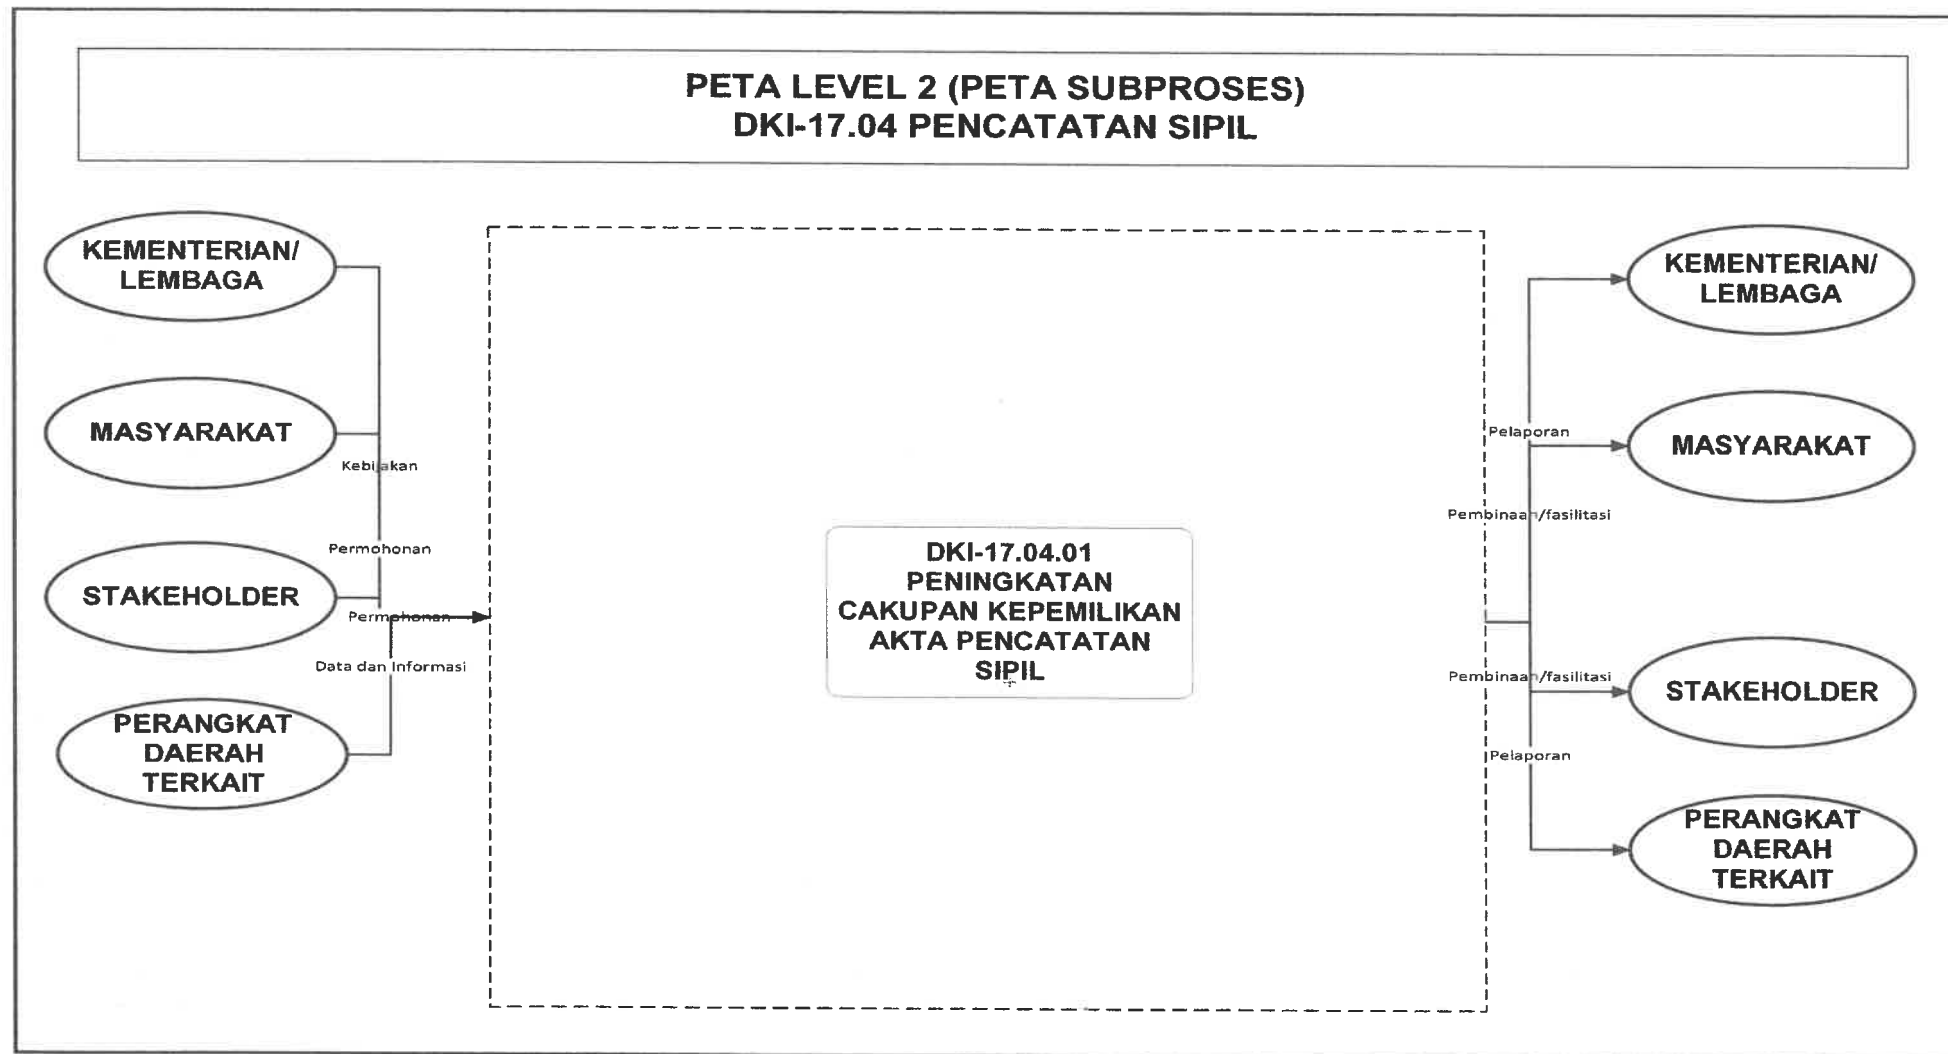 PETA LEVEL 2 (PETA SUBPROSES)
DKI-17.04 PENCATATAN SIPIL
KEMENTERIAN/
LEMBAGA
MASYARAKAT
Kebijakan
Permohonan
STAKEHOLDER
Permohonan
Data dan Informasi
PERANGKAT
DAERAH
TERKAIT
DKI-17.04.01
PENINGKATAN
CAKUPAN KEPEMILIKAN
AKTA PENCATATAN
SIPIL
KEMENTERIAN/
LEMBAGA
Pelaporan
MASYARAKAT
Pembinaan/fasilitasi
Pembinaan/fasilitasi
STAKEHOLDER
Pelaporan
PERANGKAT
DAERAH
TERKAIT